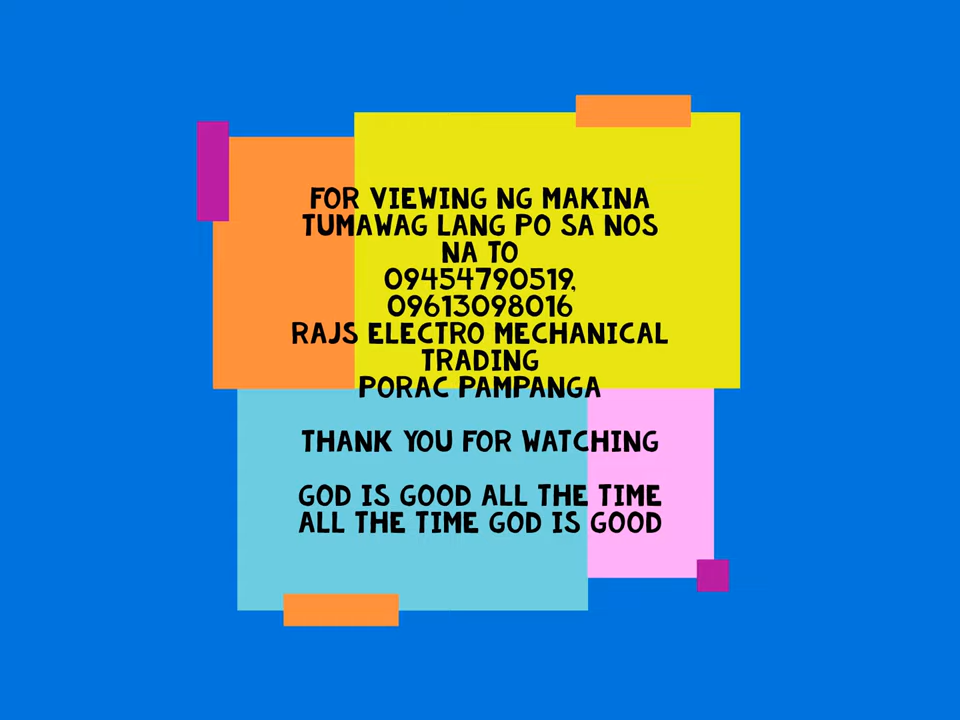 FOR VIEWING NG MAKINA
TUMAWAG LANG PO SA NOS
NA TO
09454790519,
09613098016
RAJS ELECTRO MECHANICAL
TRADING
PORAC PAMPANGA
THANK YOU FOR WATCHING
GOD IS GOOD ALL THE TIME
ALL THE TIME GOD IS GOOD